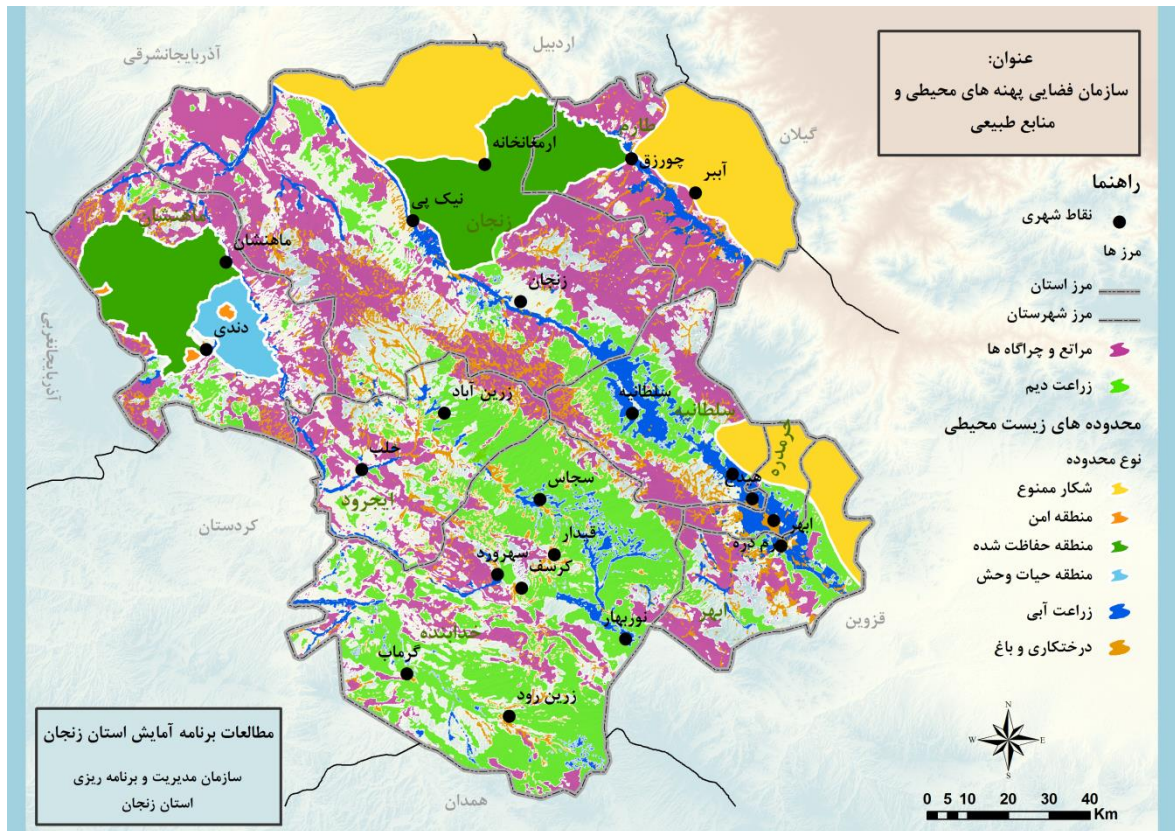 عنوان:
سازمان فضایی پهنه های محیطی و
منابع طبیعی
راهنما
نقاط شهری
مرز ها
مرز استان
مرز شهرستان
مراتع و چراگاه ها
زراعت دیم
محدوده های زیست محیطی
نوع محدوده
شکار ممنوع
منطقه امن
منطقه حفاظت شده
منطقه حیات وحش
زراعت آبی
درختکاری و باغ
اردبیل
آذربایجانشرقی
گیلان
طارم
ارمغانخانه
چورزق
آببر
نیک پی
زنجان
ماهنشان
ماهنشان
زنجان
دندی
آذربایجانغربی
سلطانیه
سلطانیه
زرین آباد
خرمدره
حلب
هیدج
سجاس
ایجرود
ابهر
کردستان
قیدار
سهرورد
کرسف
ابهر
قزوین
نوربهار
خدابنده
گرماب
زرین رود
همدان
مطالعات برنامه آمایش استان زنجان
سازمان مدیریت و برنامه ریزی
استان زنجان
N
W
E
S
0 5 10 20 30 40
Km